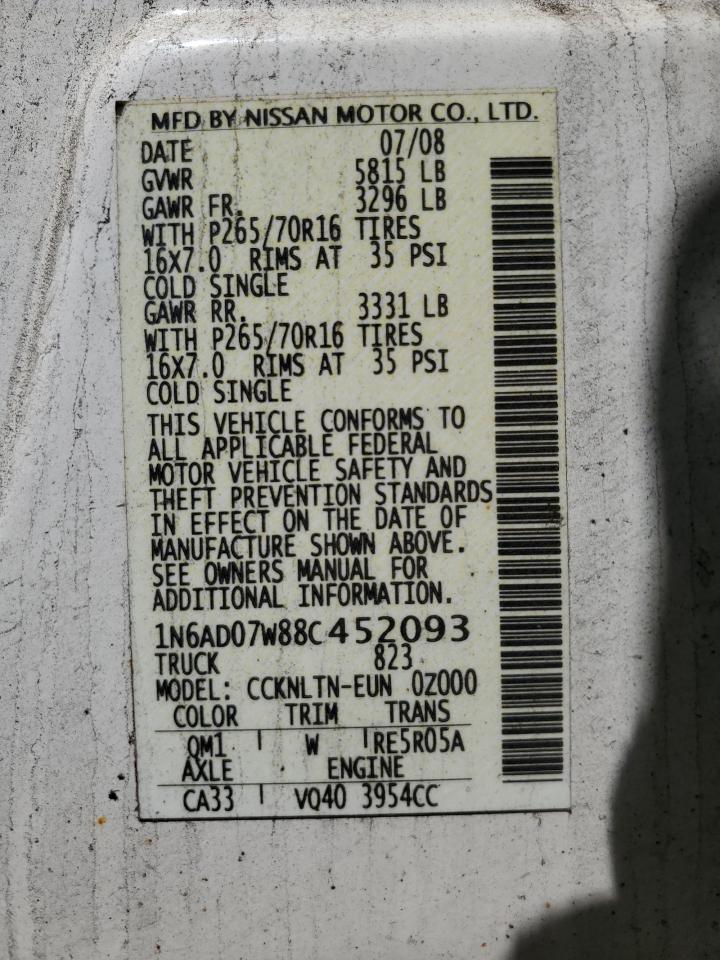 MFD BY NISSAN MOTOR CO., LTD.
DATE 07/08
GVWR 5815 LB
GAWR FR. 3296 LB
WITH P265/70R16 TIRES
16X7.0 RIMS AT 35 PSI
COLD SINGLE
GAWR RR. 3331 LB
WITH P265/70R16 TIRES
16X7.0 RIMS AT 35 PSI
COLD SINGLE
THIS VEHICLE CONFORMS TO
ALL APPLICABLE FEDERAL
MOTOR VEHICLE SAFETY AND
THEFT PREVENTION STANDARDS
IN EFFECT ON THE DATE OF
MANUFACTURE SHOWN ABOVE.
SEE OWNERS MANUAL FOR
ADDITIONAL INFORMATION.
1N6AD07W88C452093
TRUCK 823
MODEL: CCKNLTN-EUN 0Z000
COLOR TRIM TRANS
QM1 W RE5R05A
AXLE ENGINE
CA33 VQ40 3954CC